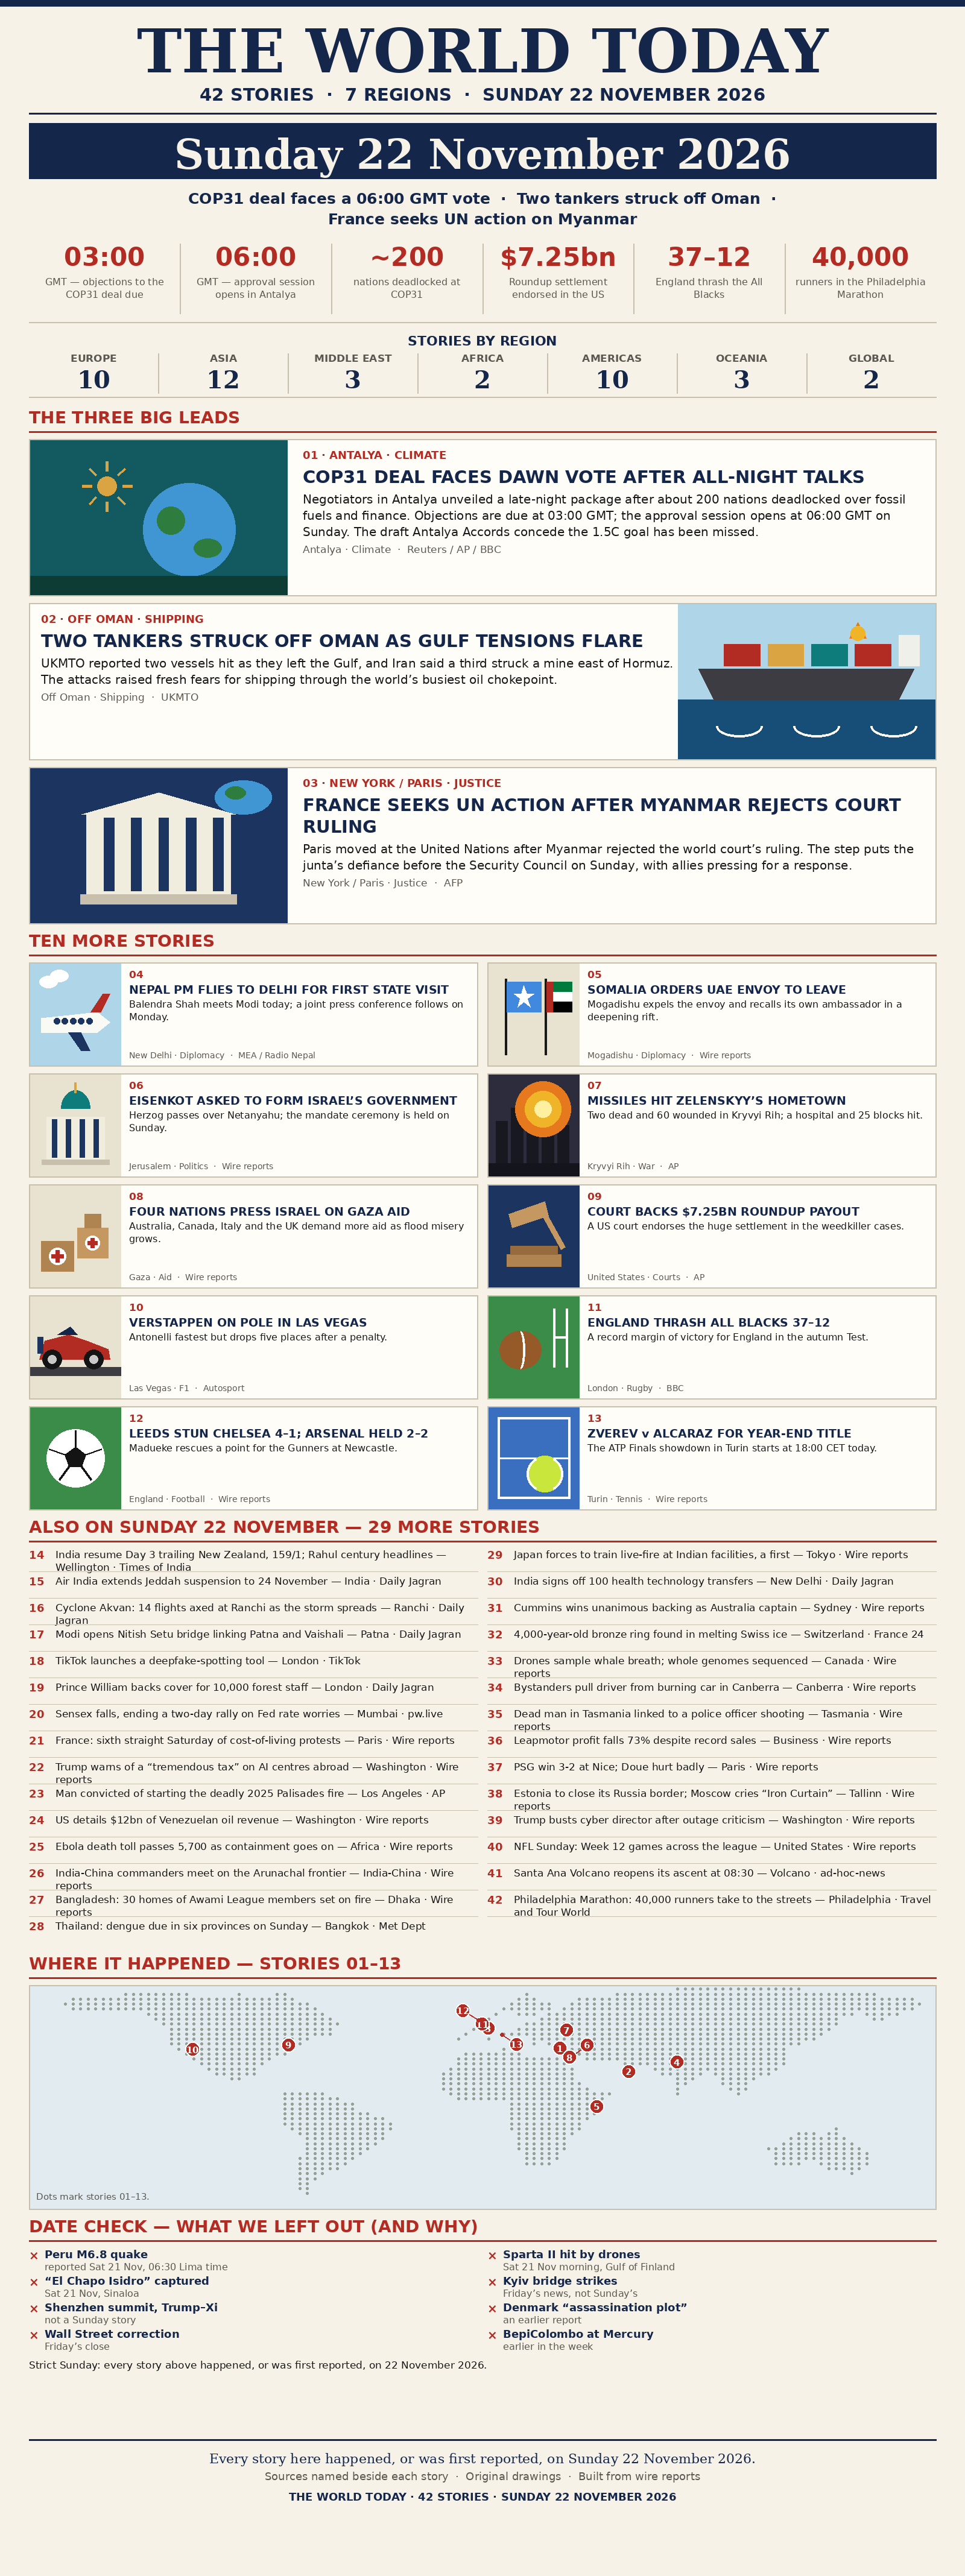 THE WORLD TODAY
42 STORIES · 7 REGIONS · SUNDAY 22 NOVEMBER 2026
Sunday 22 November 2026
COP31 deal faces a 06:00 GMT vote · Two tankers struck off Oman ·
France seeks UN action on Myanmar
03:00
GMT — objections to the
COP31 deal due
06:00
GMT — approval session
opens in Antalya
~200
nations deadlocked at
COP31
$7.25bn
Roundup settlement
endorsed in the US
37–12
England thrash the All
Blacks
40,000
runners in the Philadelphia
Marathon
STORIES BY REGION
EUROPE
10
ASIA
12
MIDDLE EAST
3
AFRICA
2
AMERICAS
10
OCEANIA
3
GLOBAL
2
THE THREE BIG LEADS
01 · ANTALYA · CLIMATE
COP31 DEAL FACES DAWN VOTE AFTER ALL-NIGHT TALKS
Negotiators in Antalya unveiled a late-night package after about 200 nations deadlocked over fossil
fuels and finance. Objections are due at 03:00 GMT; the approval session opens at 06:00 GMT on
Sunday. The draft Antalya Accords concede the 1.5C goal has been missed.
Antalya · Climate · Reuters / AP / BBC
02 · OFF OMAN · SHIPPING
TWO TANKERS STRUCK OFF OMAN AS GULF TENSIONS FLARE
UKMTO reported two vessels hit as they left the Gulf, and Iran said a third struck a mine east of Hormuz.
The attacks raised fresh fears for shipping through the world’s busiest oil chokepoint.
Off Oman · Shipping · UKMTO
03 · NEW YORK / PARIS · JUSTICE
FRANCE SEEKS UN ACTION AFTER MYANMAR REJECTS COURT
RULING
Paris moved at the United Nations after Myanmar rejected the world court’s ruling. The step puts the
junta’s defiance before the Security Council on Sunday, with allies pressing for a response.
New York / Paris · Justice · AFP
TEN MORE STORIES
04
NEPAL PM FLIES TO DELHI FOR FIRST STATE VISIT
Balendra Shah meets Modi today; a joint press conference follows on
Monday.
New Delhi · Diplomacy · MEA / Radio Nepal
05
SOMALIA ORDERS UAE ENVOY TO LEAVE
Mogadishu expels the envoy and recalls its own ambassador in a
deepening rift.
Mogadishu · Diplomacy · Wire reports
06
EISENKOT ASKED TO FORM ISRAEL’S GOVERNMENT
Herzog passes over Netanyahu; the mandate ceremony is held on
Sunday.
Jerusalem · Politics · Wire reports
07
MISSILES HIT ZELENSKYY’S HOMETOWN
Two dead and 60 wounded in Kryvyi Rih; a hospital and 25 blocks hit.
Kryvyi Rih · War · AP
08
FOUR NATIONS PRESS ISRAEL ON GAZA AID
Australia, Canada, Italy and the UK demand more aid as flood misery
grows.
Gaza · Aid · Wire reports
09
COURT BACKS $7.25BN ROUNDUP PAYOUT
A US court endorses the huge settlement in the weedkiller cases.
United States · Courts · AP
10
VERSTAPPEN ON POLE IN LAS VEGAS
Antonelli fastest but drops five places after a penalty.
Las Vegas · F1 · Autosport
11
ENGLAND THRASH ALL BLACKS 37–12
A record margin of victory for England in the autumn Test.
London · Rugby · BBC
12
LEEDS STUN CHELSEA 4–1; ARSENAL HELD 2–2
Madueke rescues a point for the Gunners at Newcastle.
England · Football · Wire reports
13
ZVEREV v ALCARAZ FOR YEAR-END TITLE
The ATP Finals showdown in Turin starts at 18:00 CET today.
Turin · Tennis · Wire reports
ALSO ON SUNDAY 22 NOVEMBER — 29 MORE STORIES
14 India resume Day 3 trailing New Zealand, 159/1; Rahul century headlines —
Wellington · Times of India
15 Air India extends Jeddah suspension to 24 November — India · Daily Jagran
16 Cyclone Akvan: 14 flights axed at Ranchi as the storm spreads — Ranchi · Daily
Jagran
17 Modi opens Nitish Setu bridge linking Patna and Vaishali — Patna · Daily Jagran
18 TikTok launches a deepfake-spotting tool — London · TikTok
19 Prince William backs cover for 10,000 forest staff — London · Daily Jagran
20 Sensex falls, ending a two-day rally on Fed rate worries — Mumbai · pw.live
21 France: sixth straight Saturday of cost-of-living protests — Paris · Wire reports
22 Trump warns of a “tremendous tax” on AI centres abroad — Washington · Wire
reports
23 Man convicted of starting the deadly 2025 Palisades fire — Los Angeles · AP
24 US details $12bn of Venezuelan oil revenue — Washington · Wire reports
25 Ebola death toll passes 5,700 as containment goes on — Africa · Wire reports
26 India-China commanders meet on the Arunachal frontier — India-China · Wire
reports
27 Bangladesh: 30 homes of Awami League members set on fire — Dhaka · Wire
reports
28 Thailand: dengue due in six provinces on Sunday — Bangkok · Met Dept
29 Japan forces to train live-fire at Indian facilities, a first — Tokyo · Wire reports
30 India signs off 100 health technology transfers — New Delhi · Daily Jagran
31 Cummins wins unanimous backing as Australia captain — Sydney · Wire reports
32 4,000-year-old bronze ring found in melting Swiss ice — Switzerland · France 24
33 Drones sample whale breath; whole genomes sequenced — Canada · Wire
reports
34 Bystanders pull driver from burning car in Canberra — Canberra · Wire reports
35 Dead man in Tasmania linked to a police officer shooting — Tasmania · Wire
reports
36 Leapmotor profit falls 73% despite record sales — Business · Wire reports
37 PSG win 3-2 at Nice; Doue hurt badly — Paris · Wire reports
38 Estonia to close its Russia border; Moscow cries “Iron Curtain” — Tallinn · Wire
reports
39 Trump busts cyber director after outage criticism — Washington · Wire reports
40 NFL Sunday: Week 12 games across the league — United States · Wire reports
41 Santa Ana Volcano reopens its ascent at 08:30 — Volcano · ad-hoc-news
42 Philadelphia Marathon: 40,000 runners take to the streets — Philadelphia · Travel
and Tour World
WHERE IT HAPPENED — STORIES 01–13
12
11
13
7
1
6
8
10
9
2
4
5
Dots mark stories 01–13.
DATE CHECK — WHAT WE LEFT OUT (AND WHY)
× Peru M6.8 quake
reported Sat 21 Nov, 06:30 Lima time
× “El Chapo Isidro” captured
Sat 21 Nov, Sinaloa
× Shenzhen summit, Trump–Xi
not a Sunday story
× Wall Street correction
Friday’s close
× Sparta II hit by drones
Sat 21 Nov morning, Gulf of Finland
× Kyiv bridge strikes
Friday’s news, not Sunday’s
× Denmark “assassination plot”
an earlier report
× BepiColombo at Mercury
earlier in the week
Strict Sunday: every story above happened, or was first reported, on 22 November 2026.
Every story here happened, or was first reported, on Sunday 22 November 2026.
Sources named beside each story · Original drawings · Built from wire reports
THE WORLD TODAY · 42 STORIES · SUNDAY 22 NOVEMBER 2026